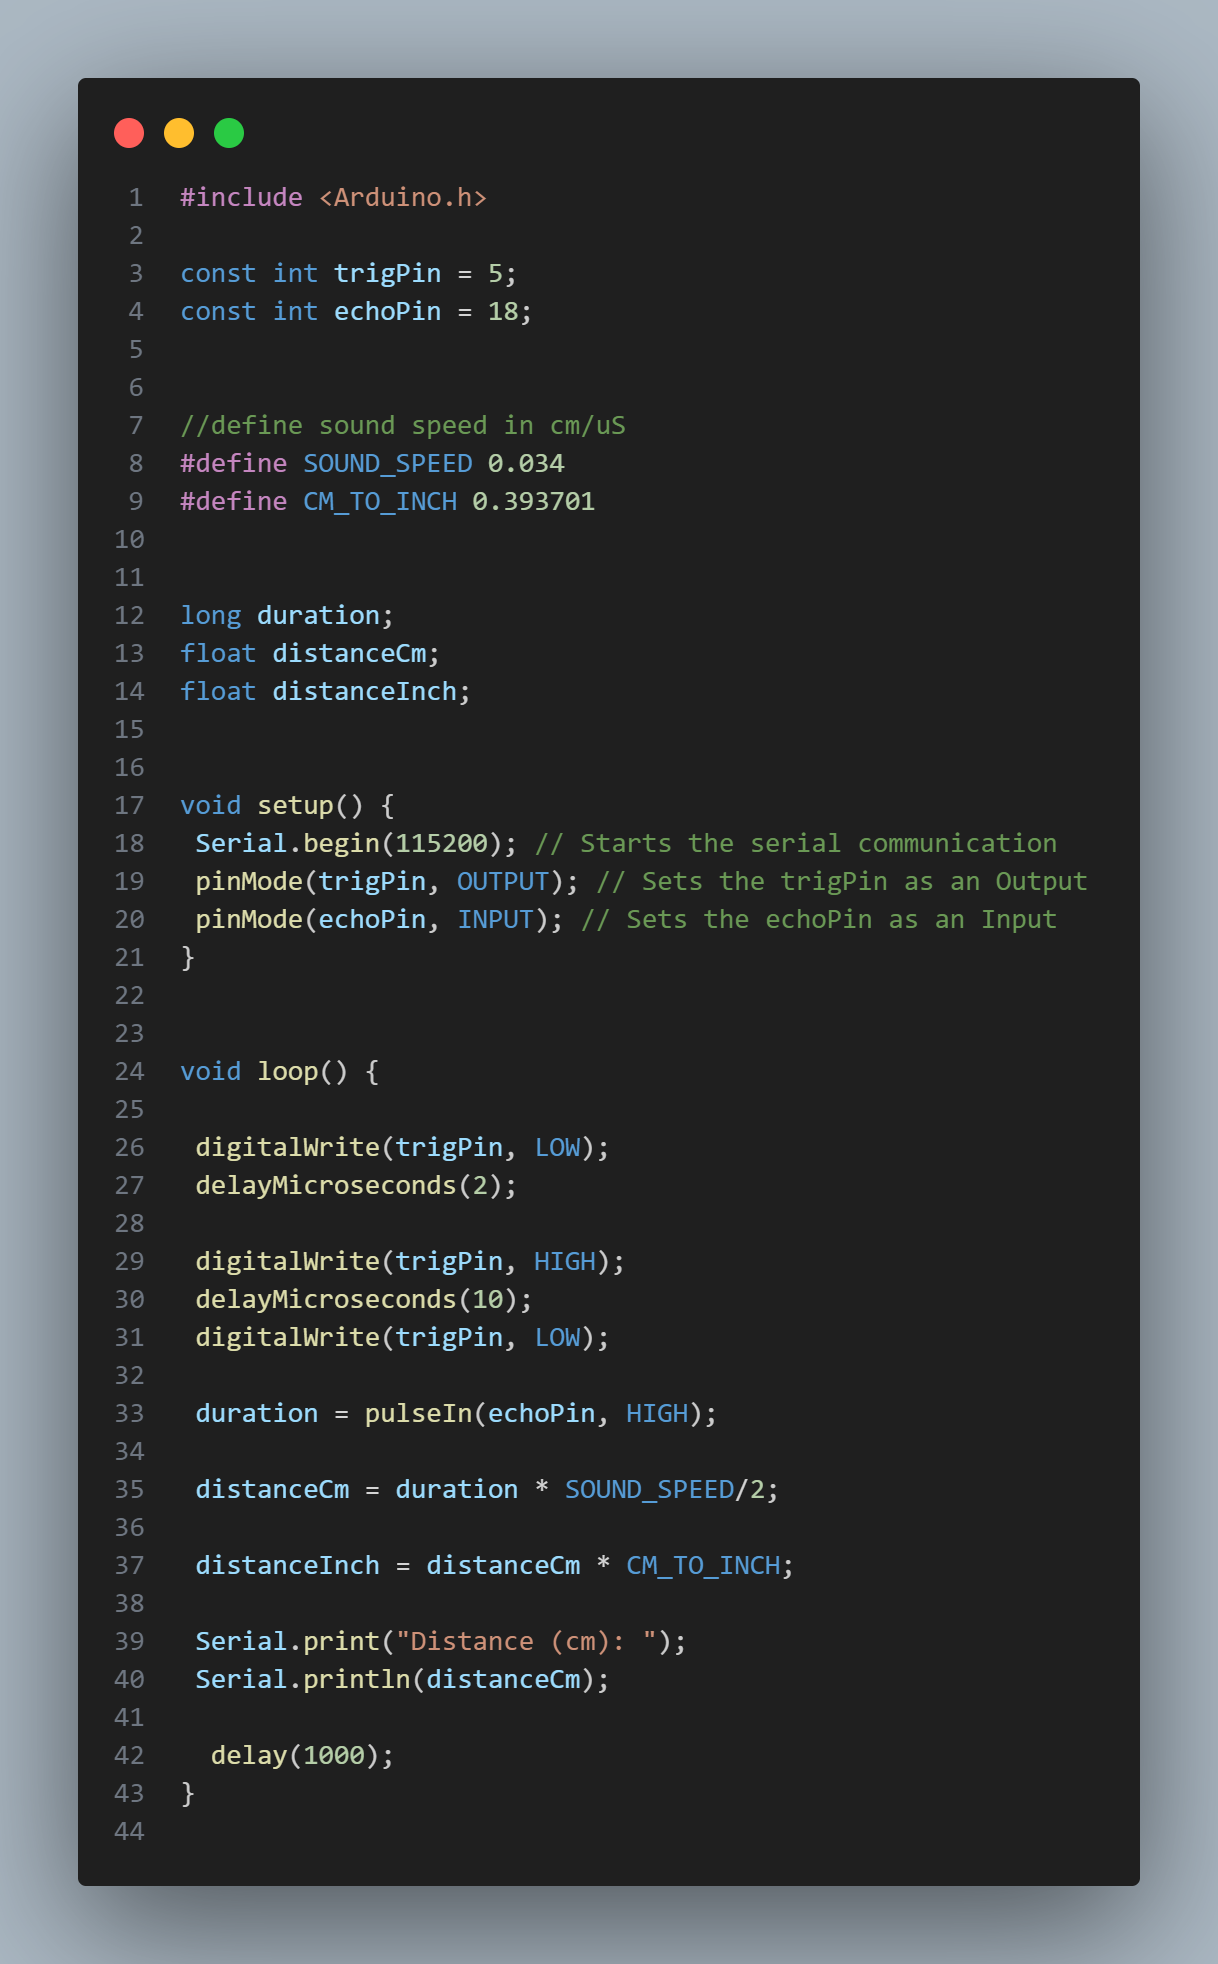 1 #include <Arduino.h>
2
3 const int trigPin = 5;
4 const int echoPin = 18;
5
6
7 //define sound speed in cm/uS
8 #define SOUND_SPEED 0.034
9 #define CM_TO_INCH 0.393701
10
11
12 long duration;
13 float distanceCm;
14 float distanceInch;
15
16
17 void setup() {
18  Serial.begin(115200); // Starts the serial communication
19  pinMode(trigPin, OUTPUT); // Sets the trigPin as an Output
20  pinMode(echoPin, INPUT); // Sets the echoPin as an Input
21 }
22
23
24 void loop() {
25
26  digitalWrite(trigPin, LOW);
27  delayMicroseconds(2);
28
29  digitalWrite(trigPin, HIGH);
30  delayMicroseconds(10);
31  digitalWrite(trigPin, LOW);
32
33  duration = pulseIn(echoPin, HIGH);
34
35  distanceCm = duration * SOUND_SPEED/2;
36
37  distanceInch = distanceCm * CM_TO_INCH;
38
39  Serial.print("Distance (cm): ");
40  Serial.println(distanceCm);
41
42   delay(1000);
43 }
44